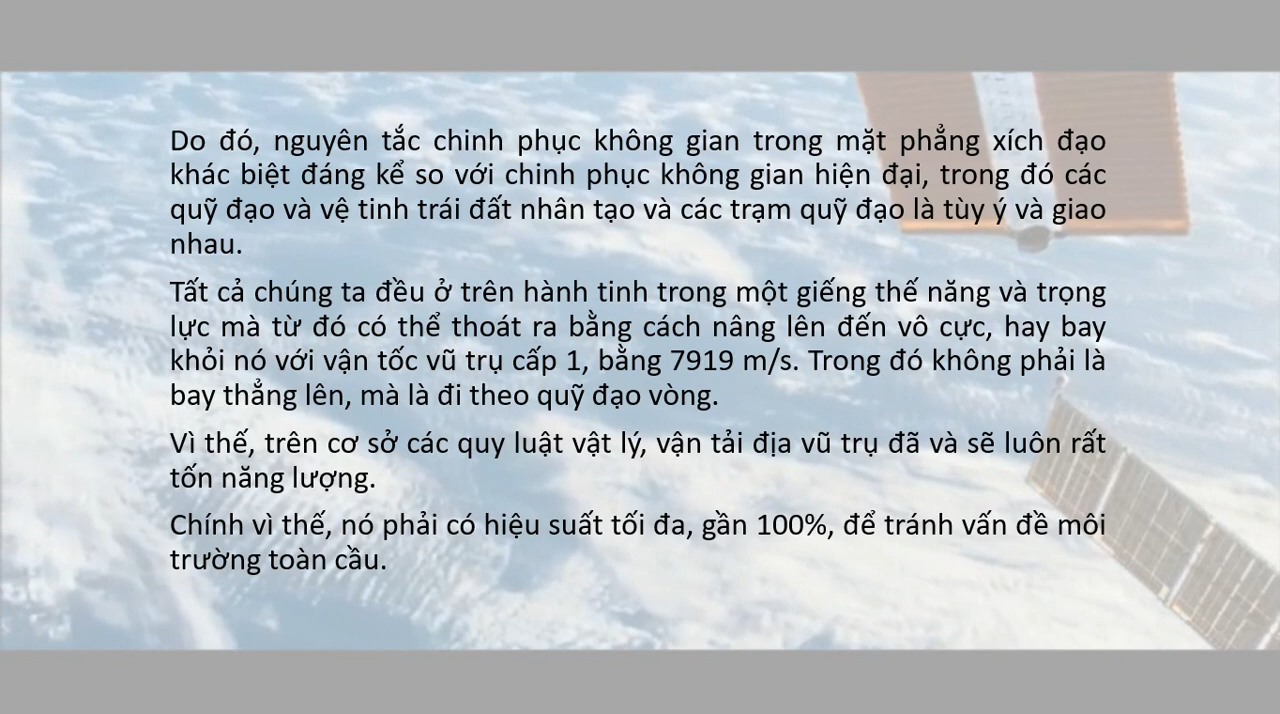 Do đó, nguyên tắc chinh phục không gian trong mặt phẳng xích đạo
khác biệt đáng kể so với chinh phục không gian hiện đại, trong đó các
quỹ đạo và vệ tinh trái đất nhân tạo và các trạm quỹ đạo là tùy ý và giao
nhau.
Tất cả chúng ta đều ở trên hành tinh trong một giếng thế năng và trọng
lực mà từ đó có thể thoát ra bằng cách nâng lên đến vô cực, hay bay
khỏi nó với vận tốc vũ trụ cấp 1, bằng 7919 m/s. Trong đó không phải là
bay thẳng lên, mà là đi theo quỹ đạo vòng.
Vì thế, trên cơ sở các quy luật vật lý, vận tải địa vũ trụ đã và sẽ luôn rất
tốn năng lượng.
Chính vì thế, nó phải có hiệu suất tối đa, gần 100%, để tránh vấn đề môi
trường toàn cầu.